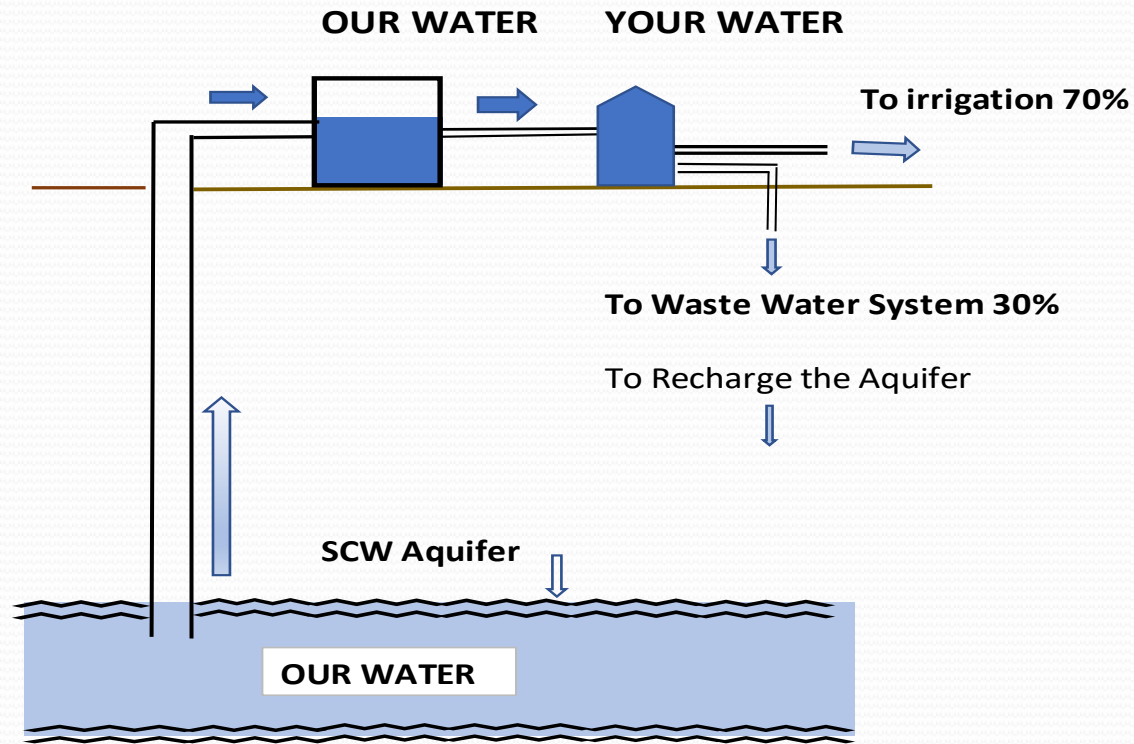 OUR WATER YOUR WATER
To irrigation 70%
To Waste Water System 30%
To Recharge the Aquifer
SCW Aquifer
OUR WATER